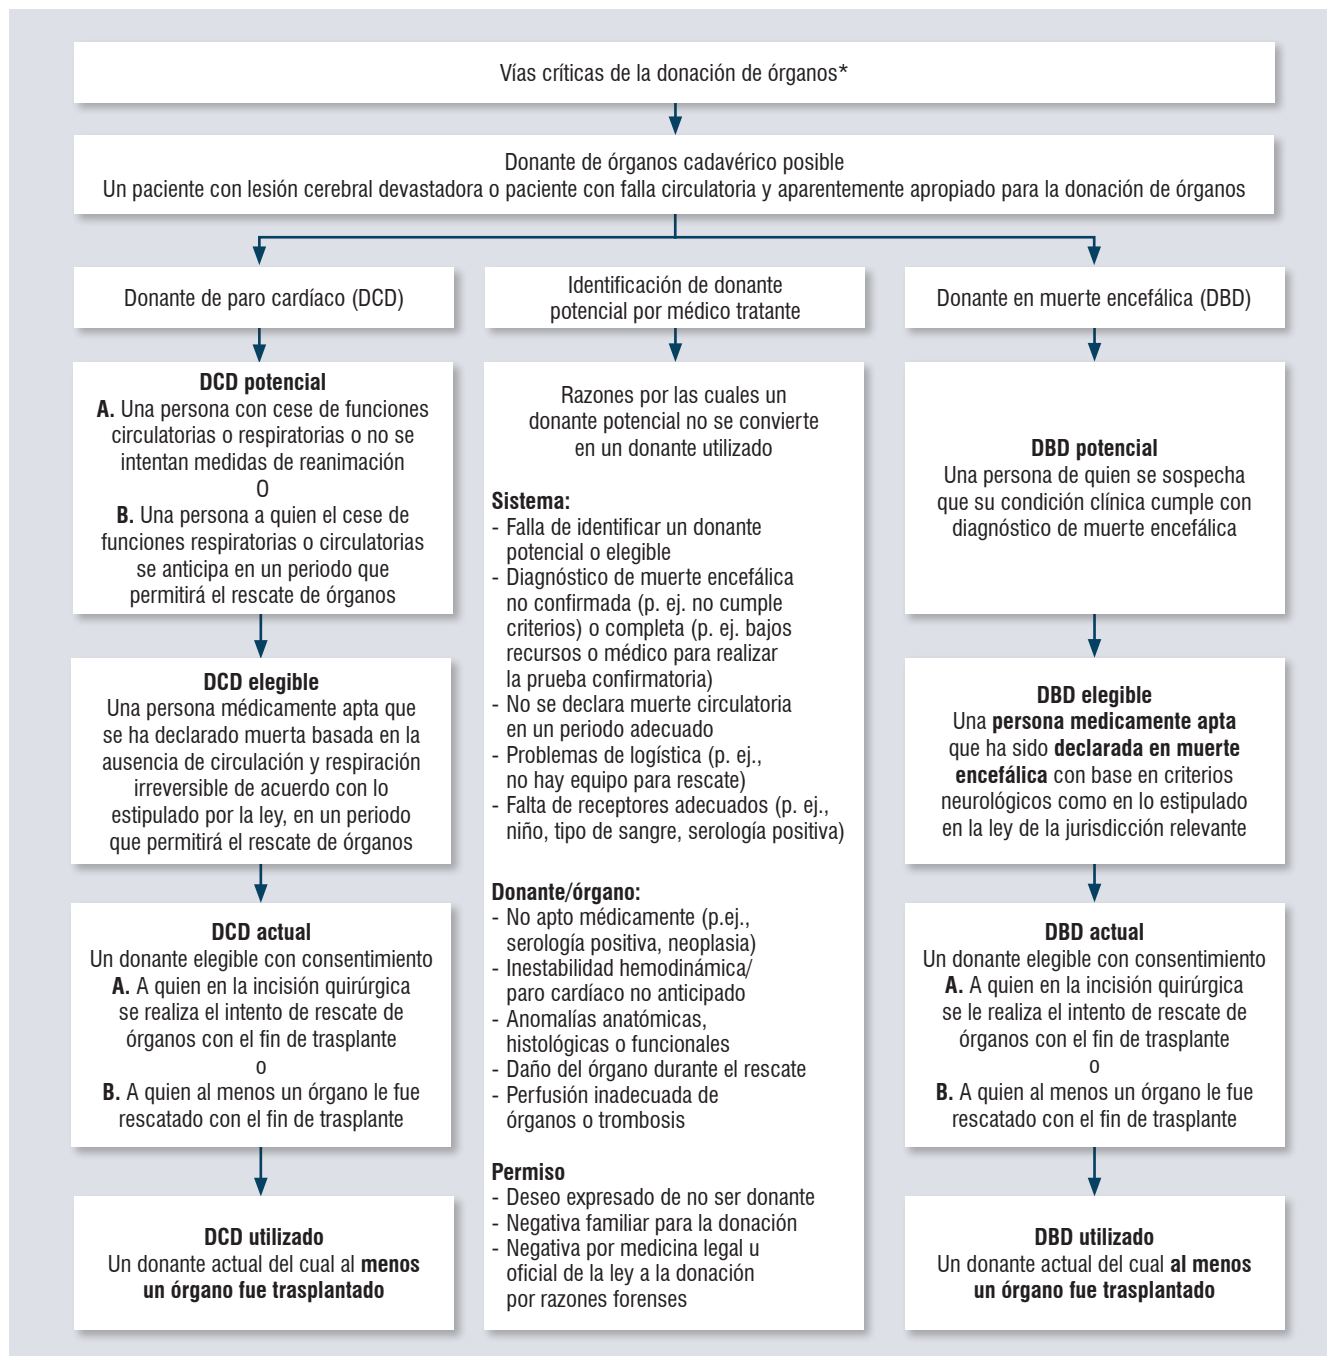 Vías críticas de la donación de órganos*
Donante de órganos cadavérico posible
Un paciente con lesión cerebral devastadora o paciente con falla circulatoria y aparentemente apropiado para la donación de órganos
Donante de paro cardíaco (DCD)
DCD potencial
A. Una persona con cese de funciones
circulatorias o respiratorias o no se
intentan medidas de reanimación
O
B. Una persona a quien el cese de
funciones respiratorias o circulatorias
se anticipa en un periodo que
permitirá el rescate de órganos
DCD elegible
Una persona médicamente apta que
se ha declarado muerta basada en la
ausencia de circulación y respiración
irreversible de acuerdo con lo
estipulado por la ley, en un periodo
que permitirá el rescate de órganos
DCD actual
Un donante elegible con consentimiento
A. A quien en la incisión quirúrgica
se realiza el intento de rescate de
órganos con el fin de trasplante
o
B. A quien al menos un órgano le fue
rescatado con el fin de trasplante
DCD utilizado
Un donante actual del cual al menos
un órgano fue trasplantado
Identificación de donante
potencial por médico tratante
Razones por las cuales un
donante potencial no se convierte
en un donante utilizado
Sistema:
- Falla de identificar un donante
potencial o elegible
- Diagnóstico de muerte encefálica
no confirmada (p. ej. no cumple
criterios) o completa (p. ej. bajos
recursos o médico para realizar
la prueba confirmatoria)
- No se declara muerte circulatoria
en un periodo adecuado
- Problemas de logística (p. ej.,
no hay equipo para rescate)
- Falta de receptores adecuados (p. ej.,
niño, tipo de sangre, serología positiva)
Donante/órgano:
- No apto médicamente (p.ej.,
serología positiva, neoplasia)
- Inestabilidad hemodinámica/
paro cardíaco no anticipado
- Anomalías anatómicas,
histológicas o funcionales
- Daño del órgano durante el rescate
- Perfusión inadecuada de
órganos o trombosis
Permiso
- Deseo expresado de no ser donante
- Negativa familiar para la donación
- Negativa por medicina legal u
oficial de la ley a la donación
por razones forenses
Donante en muerte encefálica (DBD)
DBD potencial
Una persona de quien se sospecha
que su condición clínica cumple con
diagnóstico de muerte encefálica
DBD elegible
Una persona medicamente apta
que ha sido declarada en muerte
encefálica con base en criterios
neurológicos como en lo estipulado
en la ley de la jurisdicción relevante
DBD actual
Un donante elegible con consentimiento
A. A quien en la incisión quirúrgica
se le realiza el intento de rescate de
órganos con el fin de trasplante
o
B. A quien al menos un órgano le fue
rescatado con el fin de trasplante
DBD utilizado
Un donante actual del cual al menos
un órgano fue trasplantado